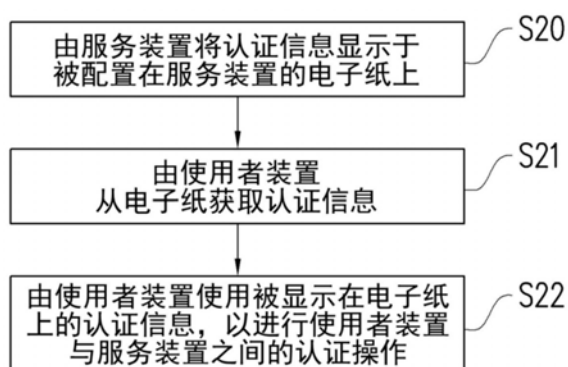 由服务装置将认证信息显示于
被配置在服务装置的电子纸上
S20
由使用者装置
从电子纸获取认证信息
S21
由使用者装置使用被显示在电子纸
上的认证信息，以进行使用者装置
与服务装置之间的认证操作
S22